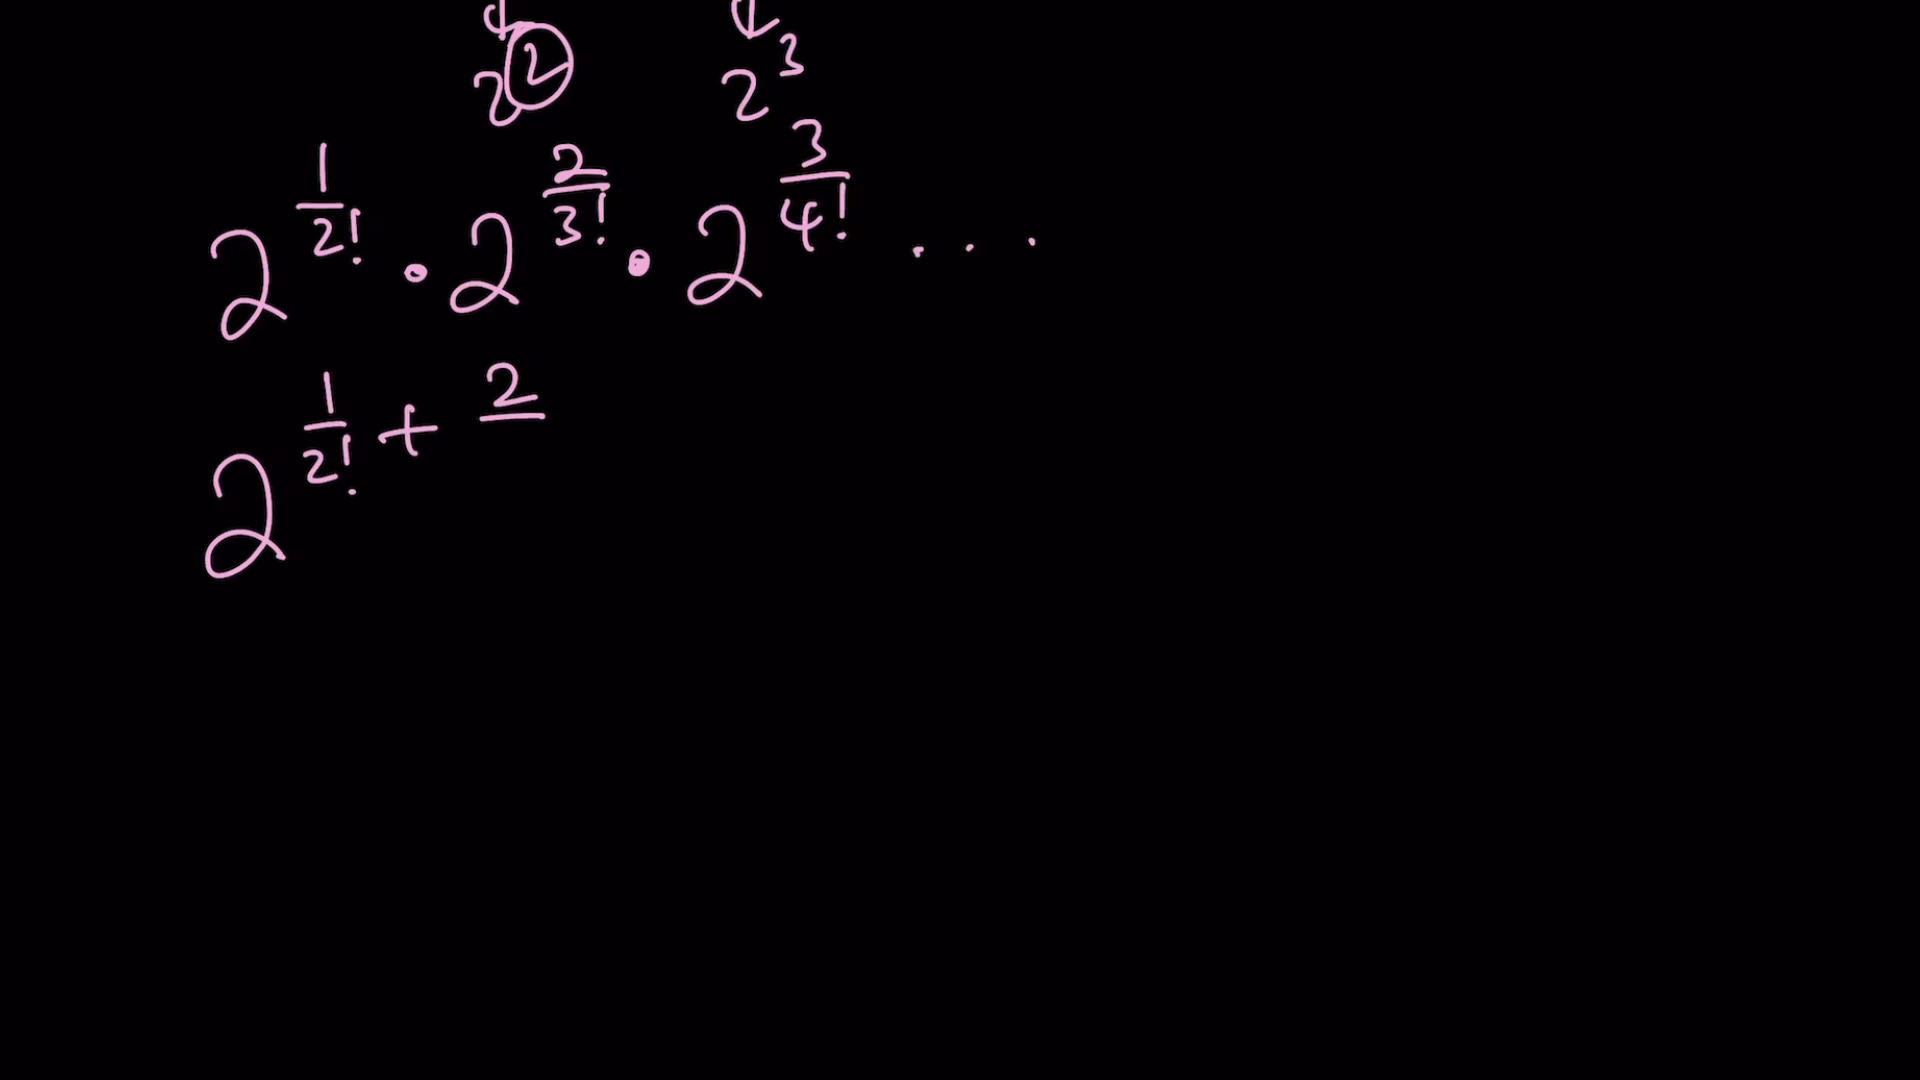 2² 2³
2^(1/2!) • 2^(2/3!) • 2^(3/4!) ...
2^(1/2! + 2/